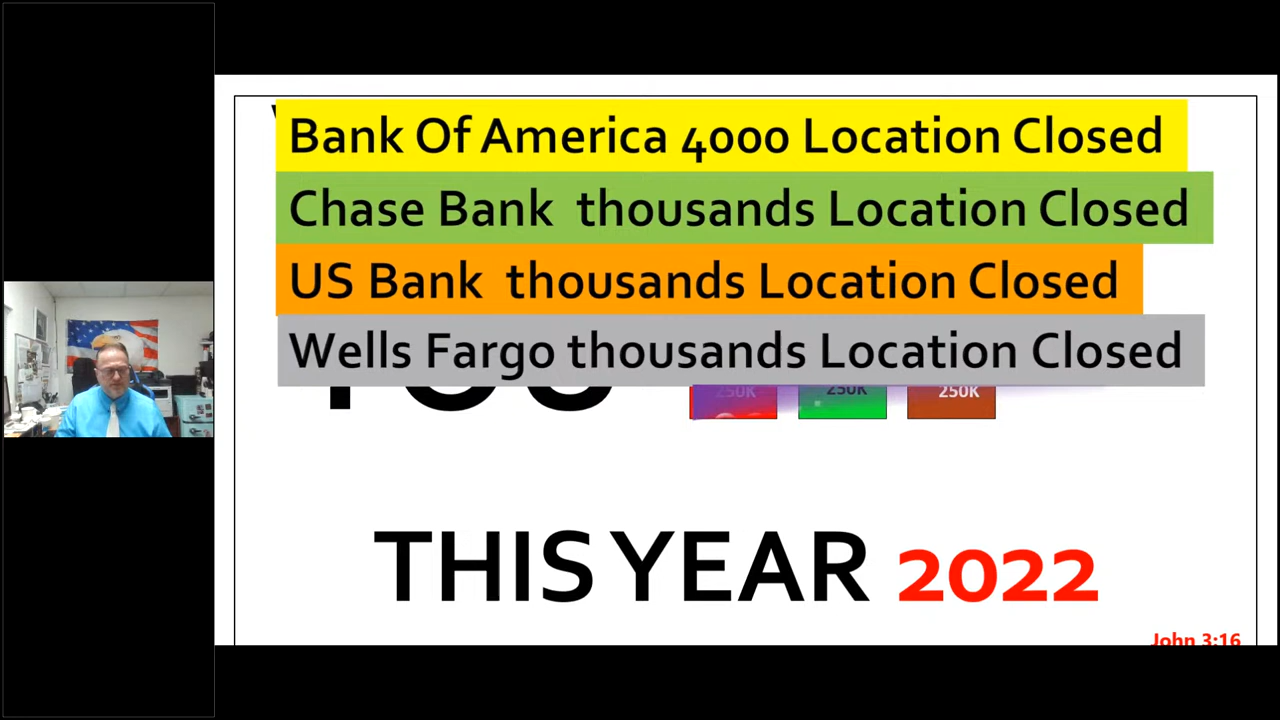 Bank Of America 4000 Location Closed
Chase Bank thousands Location Closed
US Bank thousands Location Closed
Wells Fargo thousands Location Closed
250K 250K 250K
THIS YEAR 2022
John 3:16